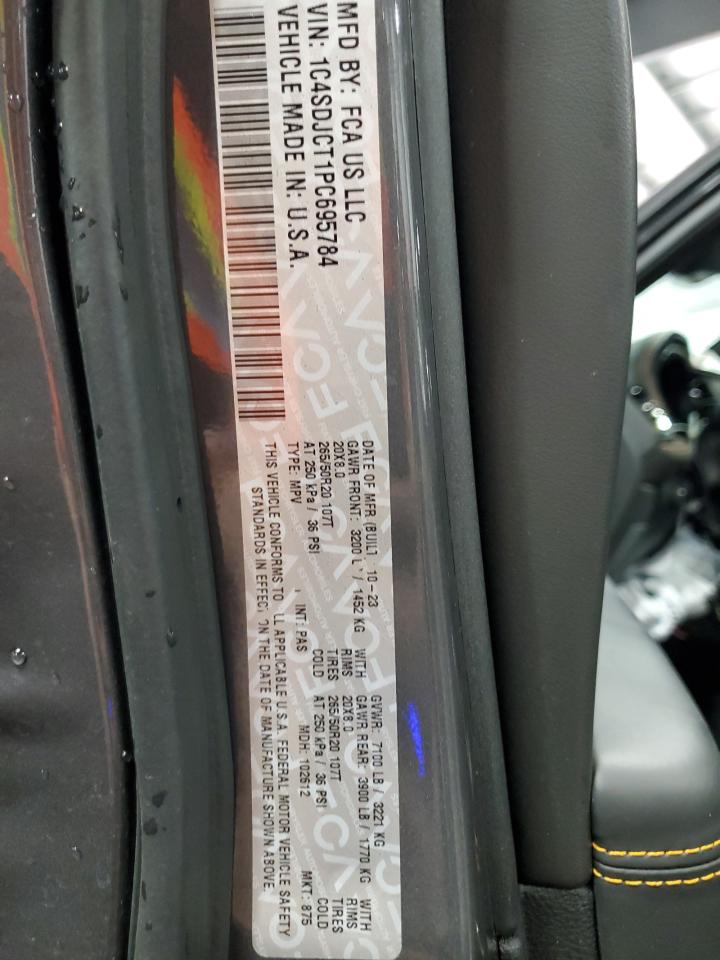 MFD BY: FCA US LLC
VIN: 1C4SDJCT1PC695784
VEHICLE MADE IN: U.S.A.
DATE OF MFR (BUILT 10-23 GVWR: 7100 LB / 3221 KG
GAWR FRONT: 3200 L / 1452 KG WITH GAWR REAR: 3900 LB / 1770 KG WITH
20X8.0 RIMS 20X8.0 RIMS
265/50R20 107T TIRES 265/50R20 107T TIRES
AT 250 kPa / 36 PSI COLD AT 250 kPa / 36 PSI COLD
TYPE: MPV INT: PAS MDH: 102612 MKT: 875
THIS VEHICLE CONFORMS TO LL APPLICABLE U.S.A. FEDERAL MOTOR VEHICLE SAFETY
STANDARDS IN EFFECT ON THE DATE OF MANUFACTURE SHOWN ABOVE.
FCA